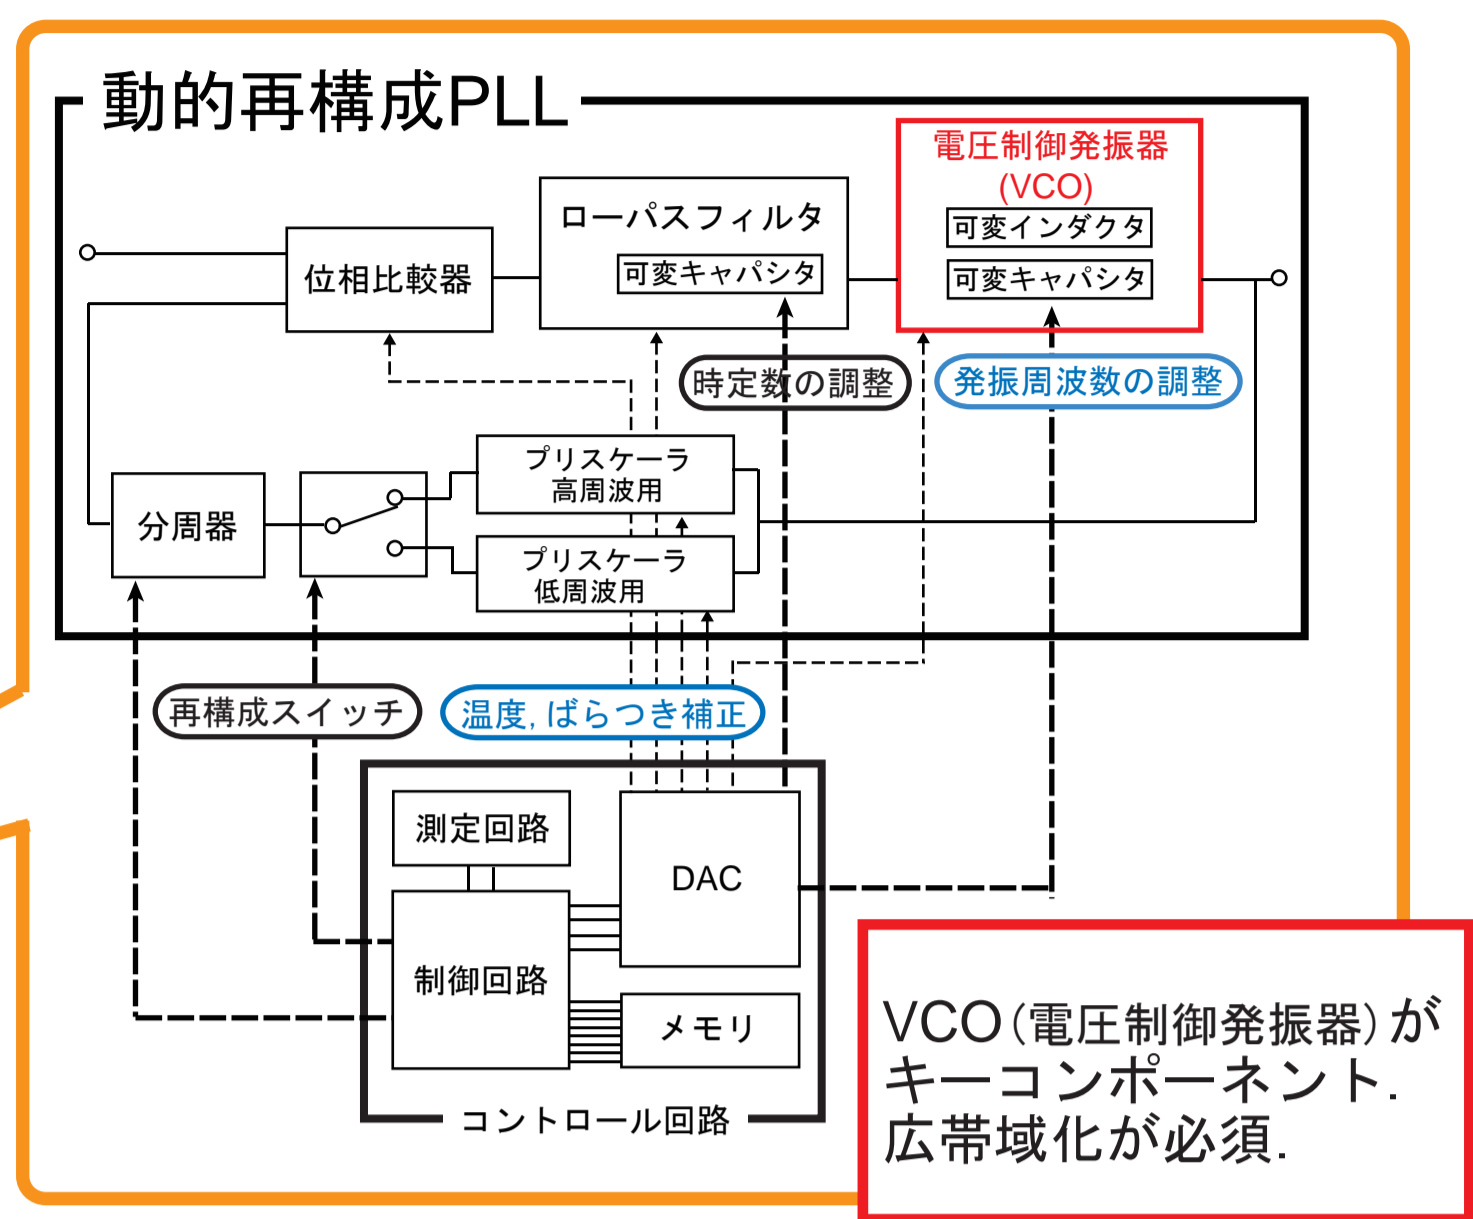 動的再構成PLL
電圧制御発振器
(VCO)
可変インダクタ
可変キャパシタ
ローパスフィルタ
可変キャパシタ
位相比較器
時定数の調整
発振周波数の調整
プリスケーラ
高周波用
分周器
プリスケーラ
低周波用
再構成スイッチ
温度, ばらつき補正
測定回路
DAC
制御回路
メモリ
コントロール回路
VCO(電圧制御発振器)が
キーコンポーネント.
広帯域化が必須.